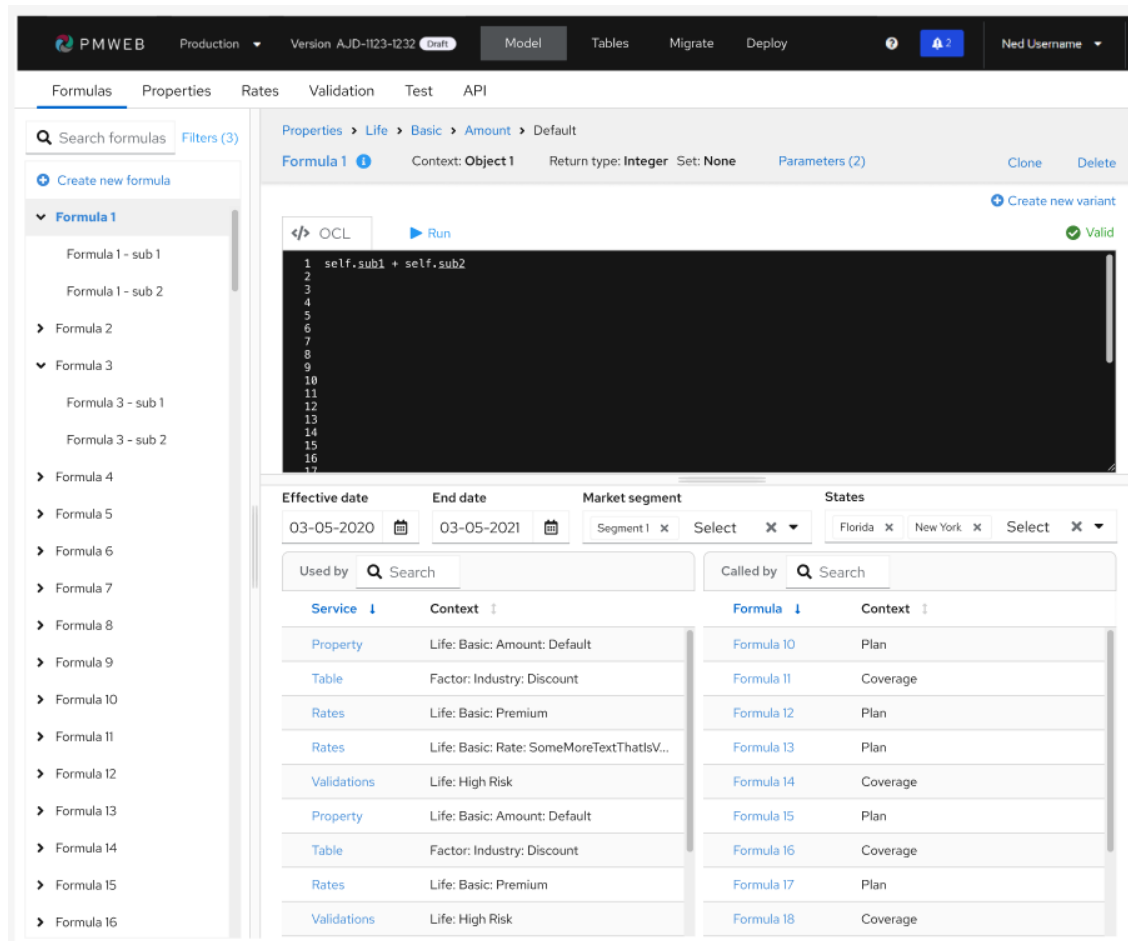 PMWEB Production Version AJD-1123-1232 Draft Model Tables Migrate Deploy 2 Ned Username
Formulas Properties Rates Validation Test API
Search formulas Filters (3)
Create new formula
Formula 1
Formula 1 - sub 1
Formula 1 - sub 2
Formula 2
Formula 3
Formula 3 - sub 1
Formula 3 - sub 2
Formula 4
Formula 5
Formula 6
Formula 7
Formula 8
Formula 9
Formula 10
Formula 11
Formula 12
Formula 13
Formula 14
Formula 15
Formula 16
Properties > Life > Basic > Amount > Default
Formula 1 Context: Object 1 Return type: Integer Set: None Parameters (2) Clone Delete
Create new variant
</> OCL Run Valid
1 self.sub1 + self.sub2
2
3
4
5
6
7
8
9
10
11
12
13
14
15
16
17
Effective date End date Market segment States
03-05-2020 03-05-2021 Segment 1 Select Florida New York Select
Used by Search
Service Context
Property Life: Basic: Amount: Default
Table Factor: Industry: Discount
Rates Life: Basic: Premium
Rates Life: Basic: Rate: SomeMoreTextThatIsV...
Validations Life: High Risk
Property Life: Basic: Amount: Default
Table Factor: Industry: Discount
Rates Life: Basic: Premium
Validations Life: High Risk
Called by Search
Formula Context
Formula 10 Plan
Formula 11 Coverage
Formula 12 Plan
Formula 13 Plan
Formula 14 Coverage
Formula 15 Plan
Formula 16 Coverage
Formula 17 Plan
Formula 18 Coverage